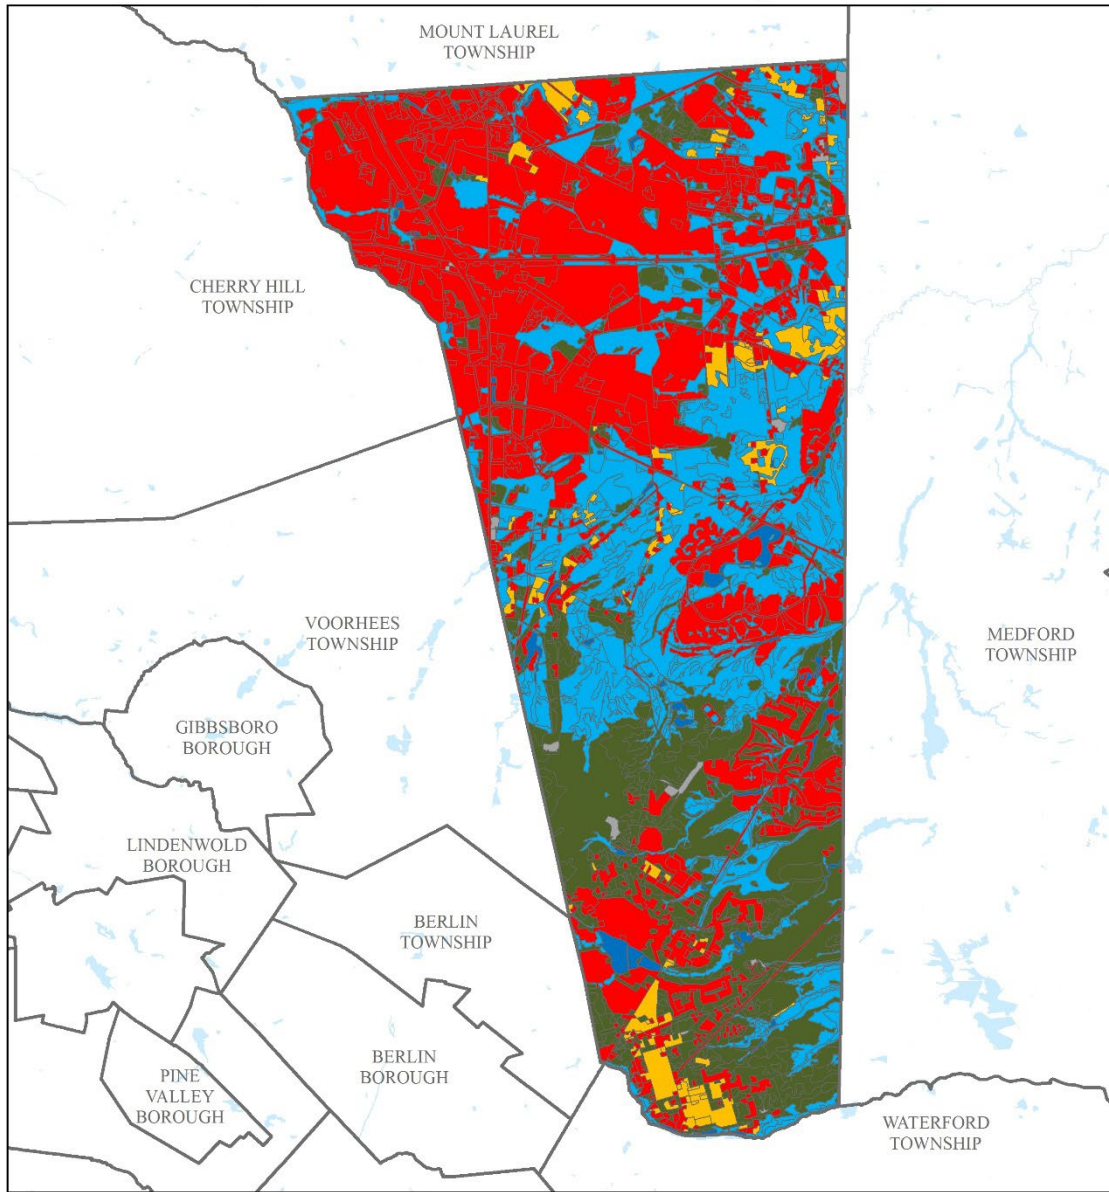 MOUNT LAUREL
TOWNSHIP
CHERRY HILL
TOWNSHIP
VOORHEES
TOWNSHIP
MEDFORD
TOWNSHIP
GIBBSBORO
BOROUGH
LINDENWOLD
BOROUGH
BERLIN
TOWNSHIP
BERLIN
BOROUGH
PINE
VALLEY
BOROUGH
WATERFORD
TOWNSHIP